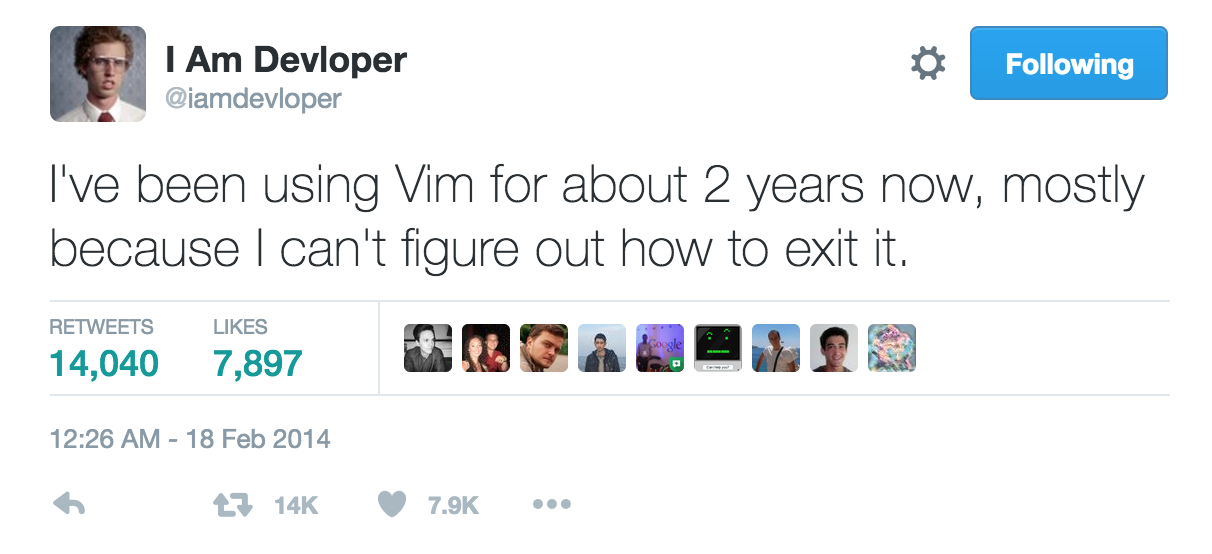 I Am Devloper
@iamdevloper
Following
I've been using Vim for about 2 years now, mostly
because I can't figure out how to exit it.
RETWEETS
14,040
LIKES
7,897
Google
12:26 AM - 18 Feb 2014
14K
7.9K